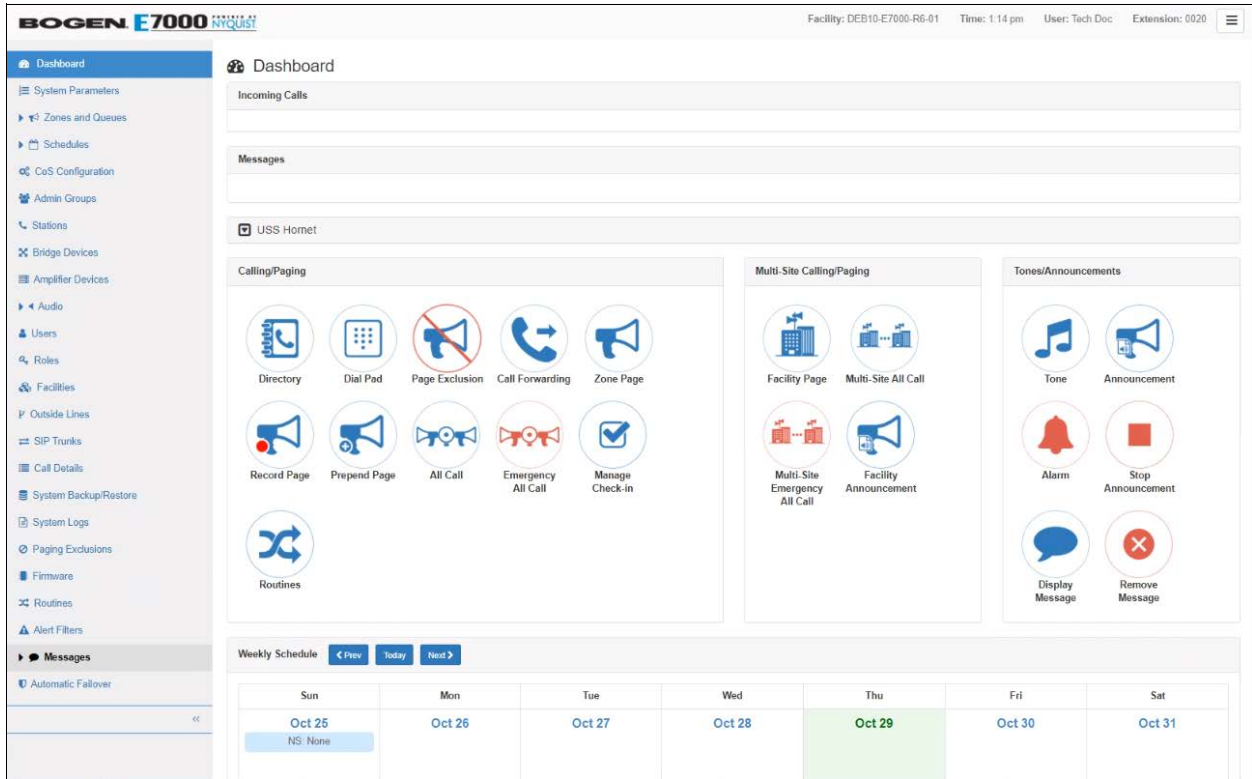 BOGEN E7000 POWERED BY NYQUIST
Facility: DEB10-E7000-R6-01 Time: 1:14 pm User: Tech Doc Extension: 0020
Dashboard
System Parameters
Zones and Queues
Schedules
CoS Configuration
Admin Groups
Stations
Bridge Devices
Amplifier Devices
Audio
Users
Roles
Facilities
Outside Lines
SIP Trunks
Call Details
System Backup/Restore
System Logs
Paging Exclusions
Firmware
Routines
Alert Filters
Messages
Automatic Failover
Dashboard
Incoming Calls
Messages
USS Hornet
Calling/Paging
Directory Dial Pad Page Exclusion Call Forwarding Zone Page
Record Page Prepend Page All Call Emergency All Call Manage Check-in
Routines
Multi-Site Calling/Paging
Facility Page Multi-Site All Call
Multi-Site Emergency All Call Facility Announcement
Tones/Announcements
Tone Announcement
Alarm Stop Announcement
Display Message Remove Message
Weekly Schedule Prev Today Next
Sun Mon Tue Wed Thu Fri Sat
Oct 25 Oct 26 Oct 27 Oct 28 Oct 29 Oct 30 Oct 31
NS: None